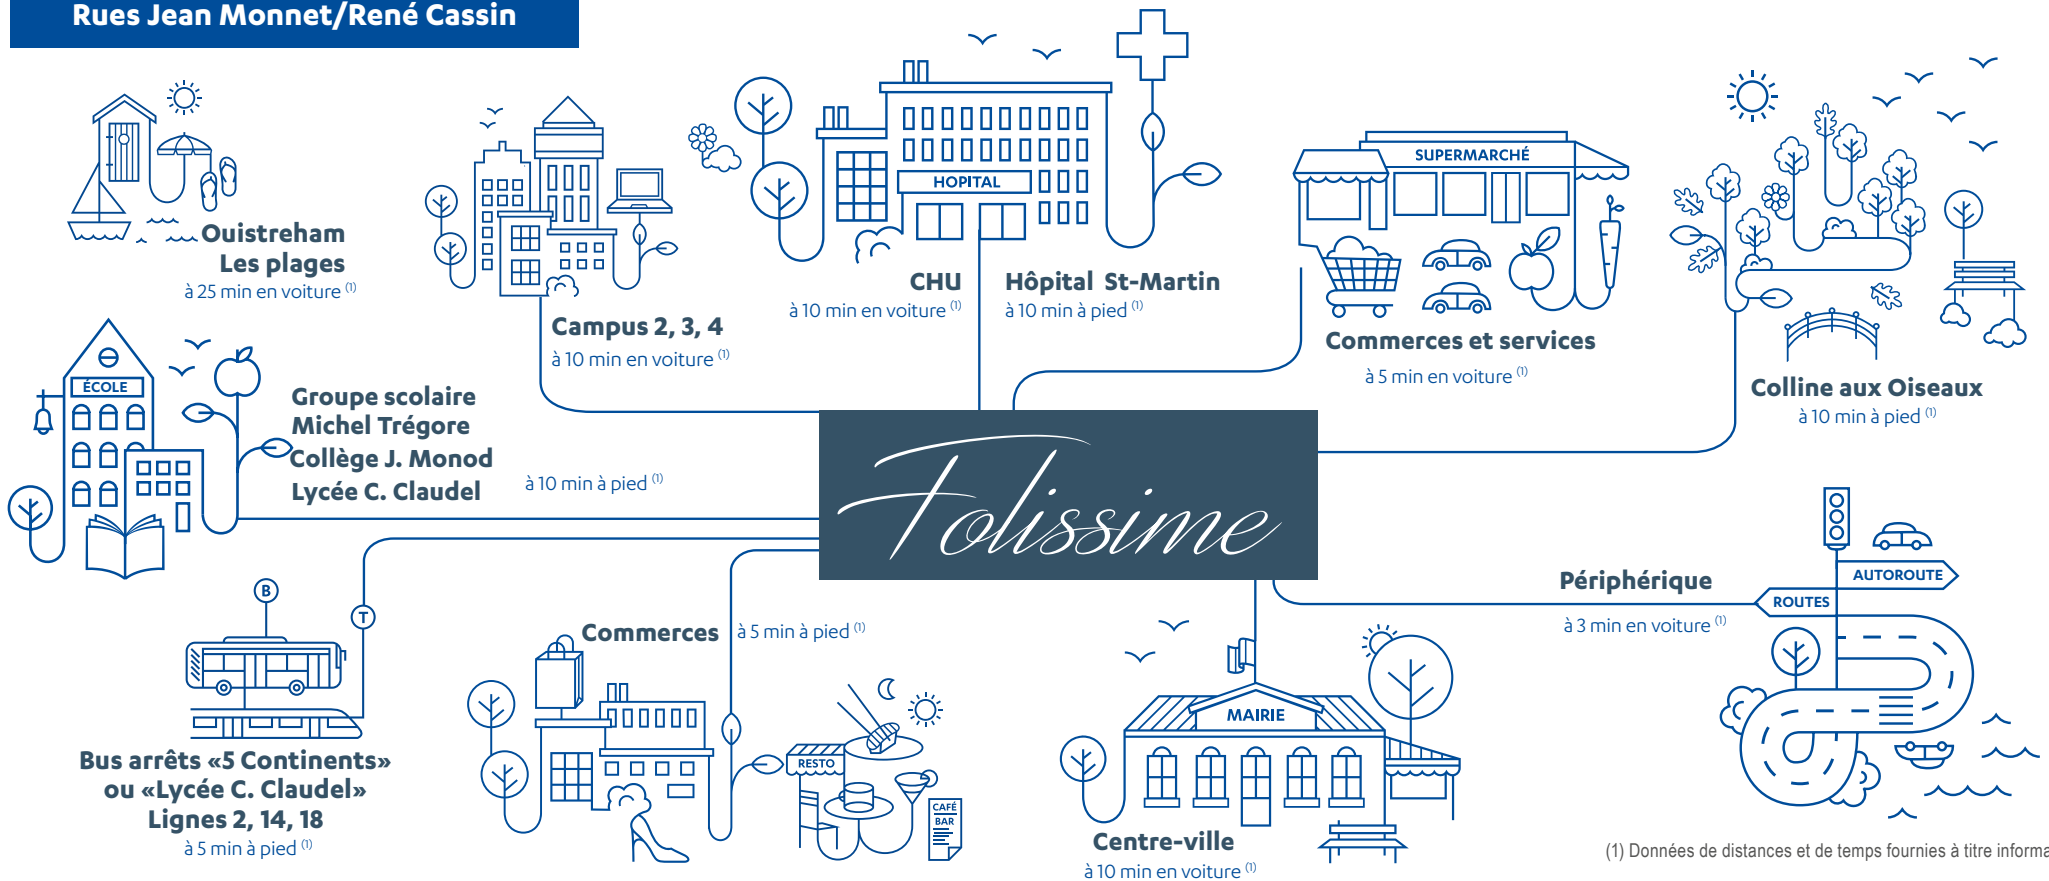 Rues Jean Monnet/René Cassin
Ouistreham
Les plages
à 25 min en voiture (1)
Campus 2, 3, 4
à 10 min en voiture (1)
HOPITAL
CHU
à 10 min en voiture (1)
Hôpital St-Martin
à 10 min à pied (1)
SUPERMARCHÉ
Commerces et services
à 5 min en voiture (1)
Colline aux Oiseaux
à 10 min à pied (1)
ÉCOLE
Groupe scolaire
Michel Trégore
Collège J. Monod
Lycée C. Claudel
à 10 min à pied (1)
Folissime
B
T
Bus arrêts «5 Continents»
ou «Lycée C. Claudel»
Lignes 2, 14, 18
à 5 min à pied (1)
Commerces à 5 min à pied (1)
RESTO
CAFÉ
BAR
MAIRIE
Centre-ville
à 10 min en voiture (1)
Périphérique
à 3 min en voiture (1)
AUTOROUTE
ROUTES
(1) Données de distances et de temps fournies à titre informa